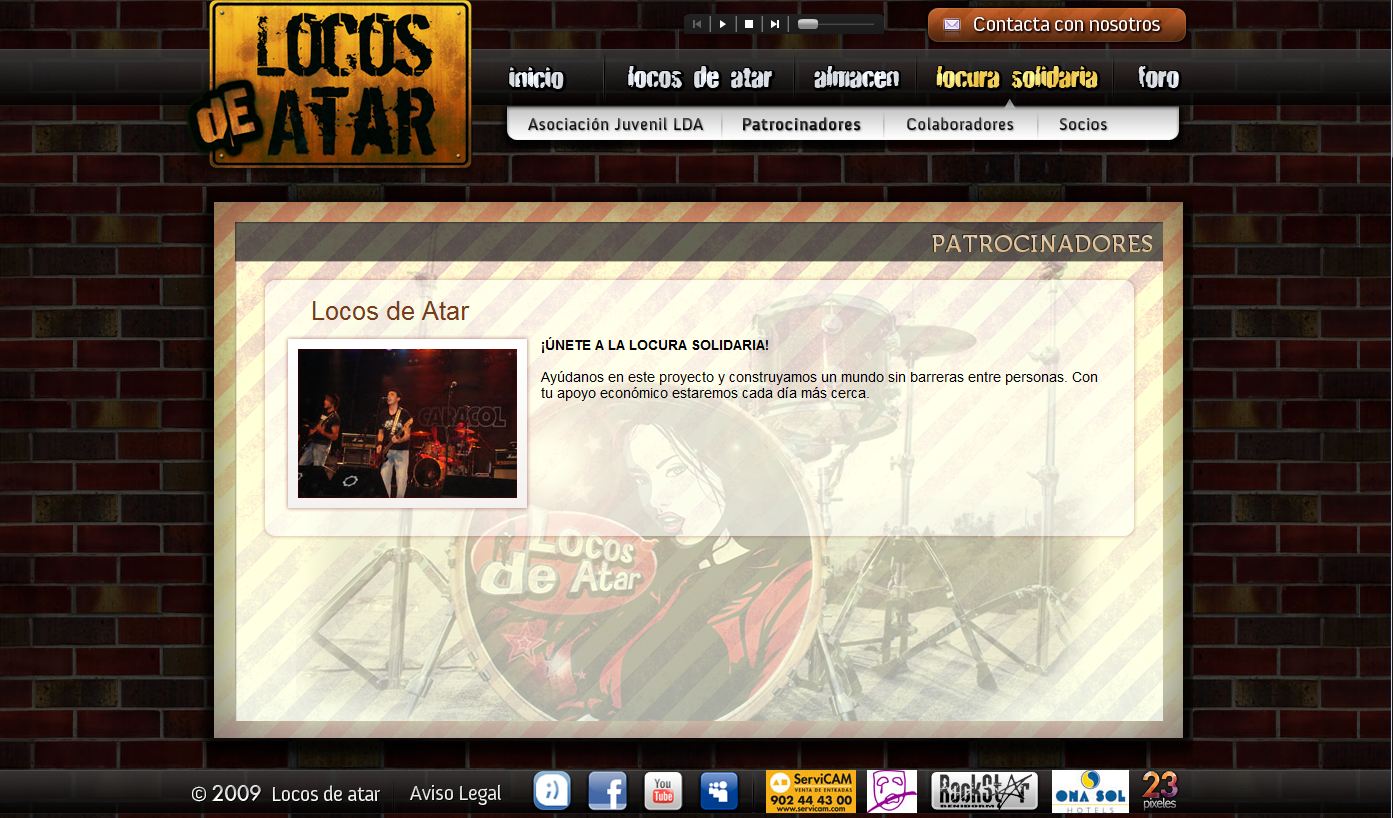 LOCOS
DE ATAR
Contacta con nosotros
inicio
locos de atar
almacen
locura solidaria
foro
Asociación Juvenil LDA
Patrocinadores
Colaboradores
Socios
PATROCINADORES
Locos de Atar
CARACOL
¡ÚNETE A LA LOCURA SOLIDARIA!
Ayúdanos en este proyecto y construyamos un mundo sin barreras entre personas. Con
tu apoyo económico estaremos cada día más cerca.
Locos
de Atar
© 2009 Locos de atar
Aviso Legal
You
Tube
ServiCAM
VENTA DE ENTRADAS
902 44 43 00
www.servicam.com
RockStar
BENIDORM
ONA SOL
HOTELS
23
pixeles